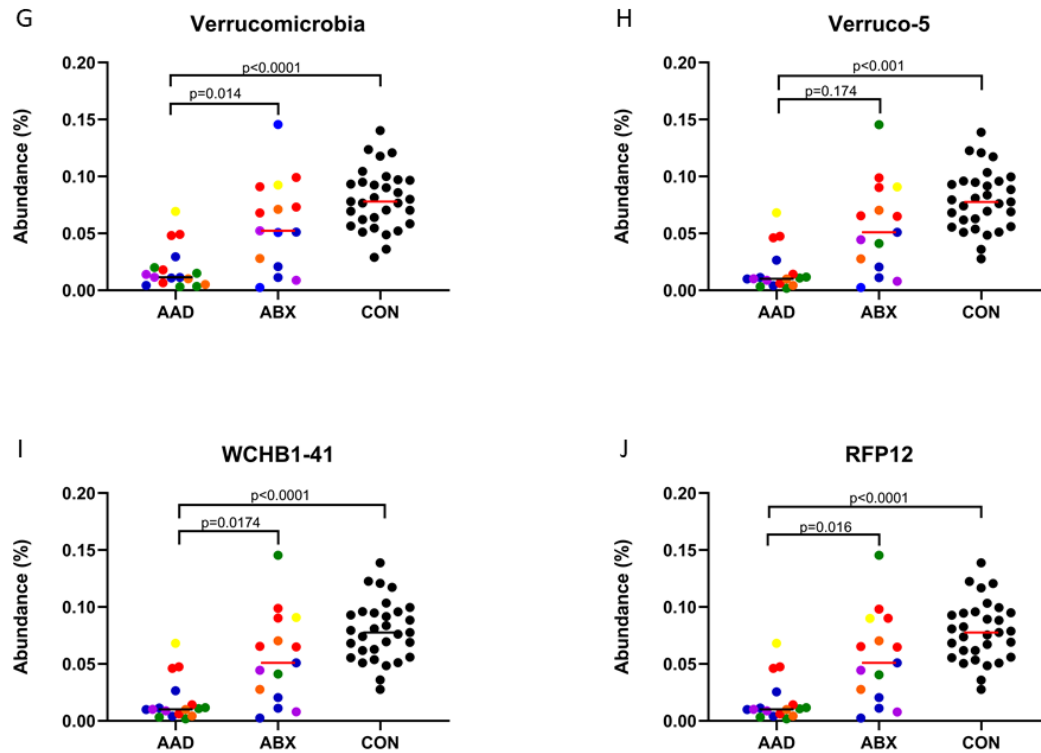 G
Verrucomicrobia
Abundance (%)
0.20
0.15
0.10
0.05
0.00
p<0.0001
p=0.014
AAD ABX CON
H
Verruco-5
Abundance (%)
0.20
0.15
0.10
0.05
0.00
p<0.001
p=0.174
AAD ABX CON
I
WCHB1-41
Abundance (%)
0.20
0.15
0.10
0.05
0.00
p<0.0001
p=0.0174
AAD ABX CON
J
RFP12
Abundance (%)
0.20
0.15
0.10
0.05
0.00
p<0.0001
p=0.016
AAD ABX CON